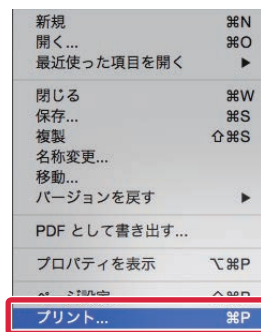 新規 ⌘N
開く... ⌘O
最近使った項目を開く ▶
閉じる ⌘W
保存... ⌘S
複製 ⇧⌘S
名称変更...
移動...
バージョンを戻す ▶
PDF として書き出す...
プロパティを表示 ⌥⌘P
プリント... ⌘P